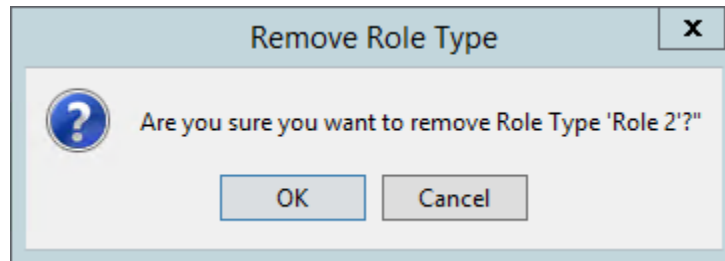 Remove Role Type
x
?
Are you sure you want to remove Role Type 'Role 2'?"
OK
Cancel